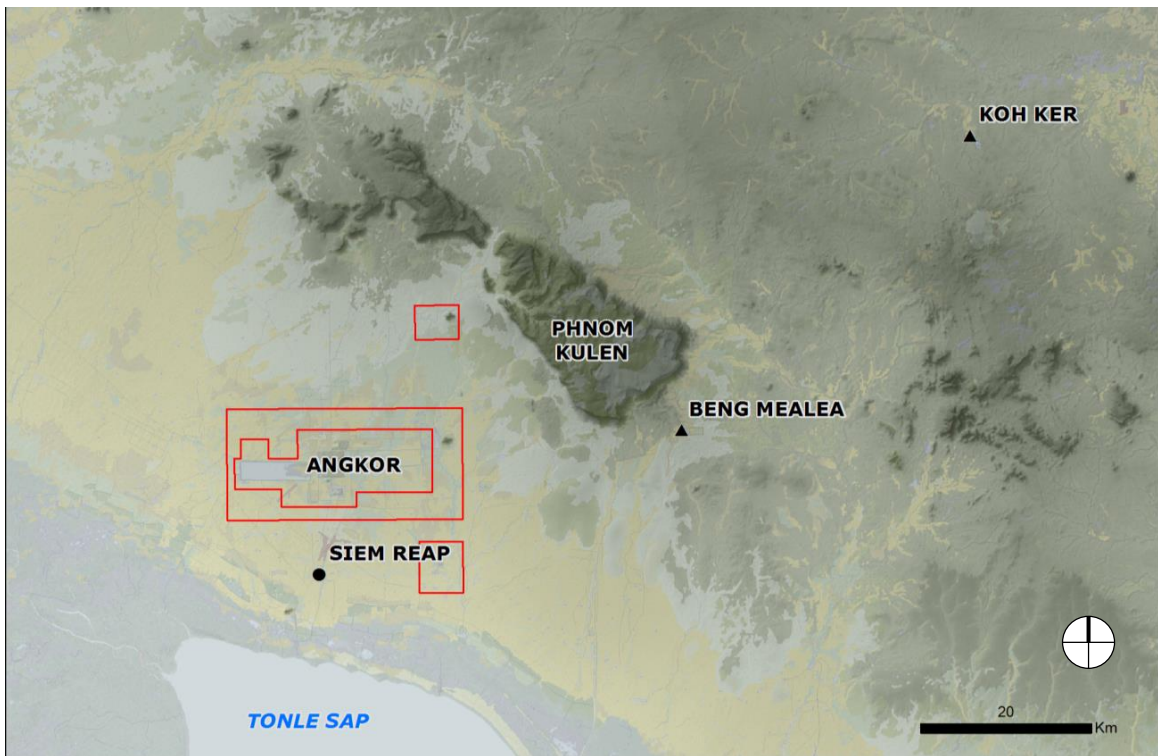 KOH KER
PHNOM
KULEN
BENG MEALEA
ANGKOR
SIEM REAP
TONLE SAP
20
Km